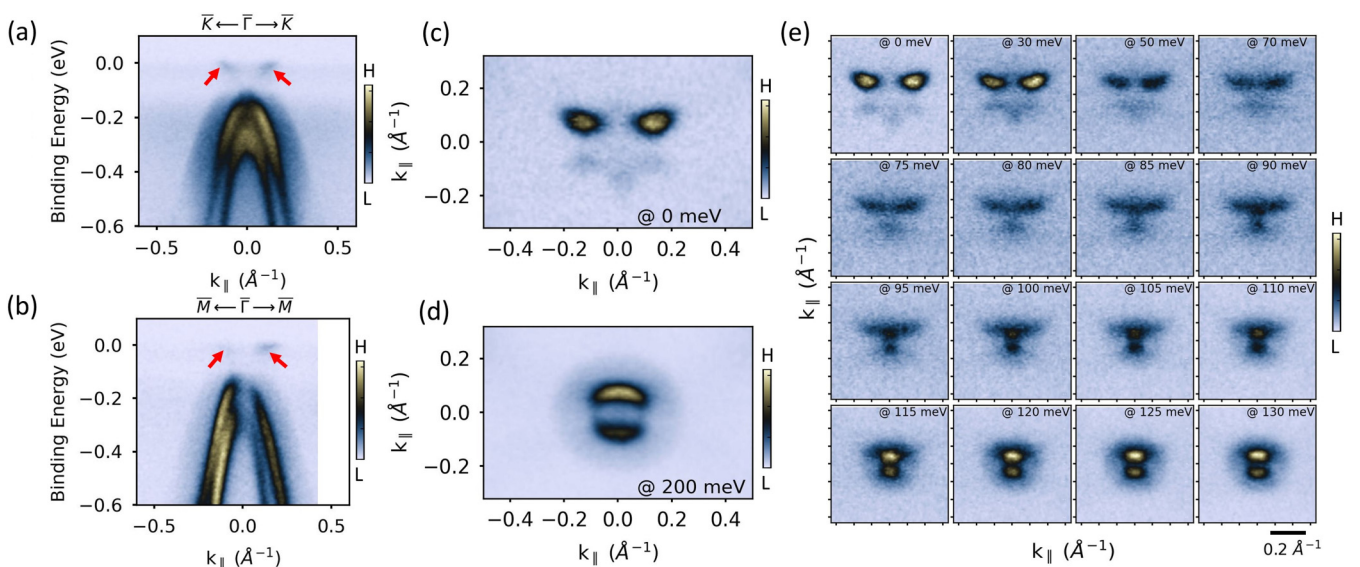 (a)
K̅ ← Γ̅ → K̅
Binding Energy (eV)
0.0
−0.2
−0.4
−0.6
−0.5
0.0
0.5
k∥ (Å⁻¹)
H
L
(b)
M̅ ← Γ̅ → M̅
Binding Energy (eV)
0.0
−0.2
−0.4
−0.6
−0.5
0.0
0.5
k∥ (Å⁻¹)
H
L
(c)
k∥ (Å⁻¹)
0.2
0.0
−0.2
@ 0 meV
−0.4 −0.2 0.0 0.2 0.4
k∥ (Å⁻¹)
H
L
(d)
k∥ (Å⁻¹)
0.2
0.0
−0.2
@ 200 meV
−0.4 −0.2 0.0 0.2 0.4
k∥ (Å⁻¹)
H
L
(e)
@ 0 meV @ 30 meV @ 50 meV @ 70 meV
@ 75 meV @ 80 meV @ 85 meV @ 90 meV
@ 95 meV @ 100 meV @ 105 meV @ 110 meV
@ 115 meV @ 120 meV @ 125 meV @ 130 meV
k∥ (Å⁻¹)
k∥ (Å⁻¹)
0.2 Å⁻¹
H
L